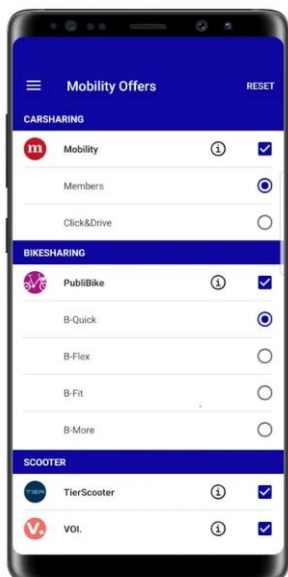 Mobility Offers RESET
CARSHARING
m Mobility i
Members
Click&Drive
BIKESHARING
PubliBike i
B-Quick
B-Flex
B-Fit
B-More
SCOOTER
TIER TierScooter i
V. VOI. i